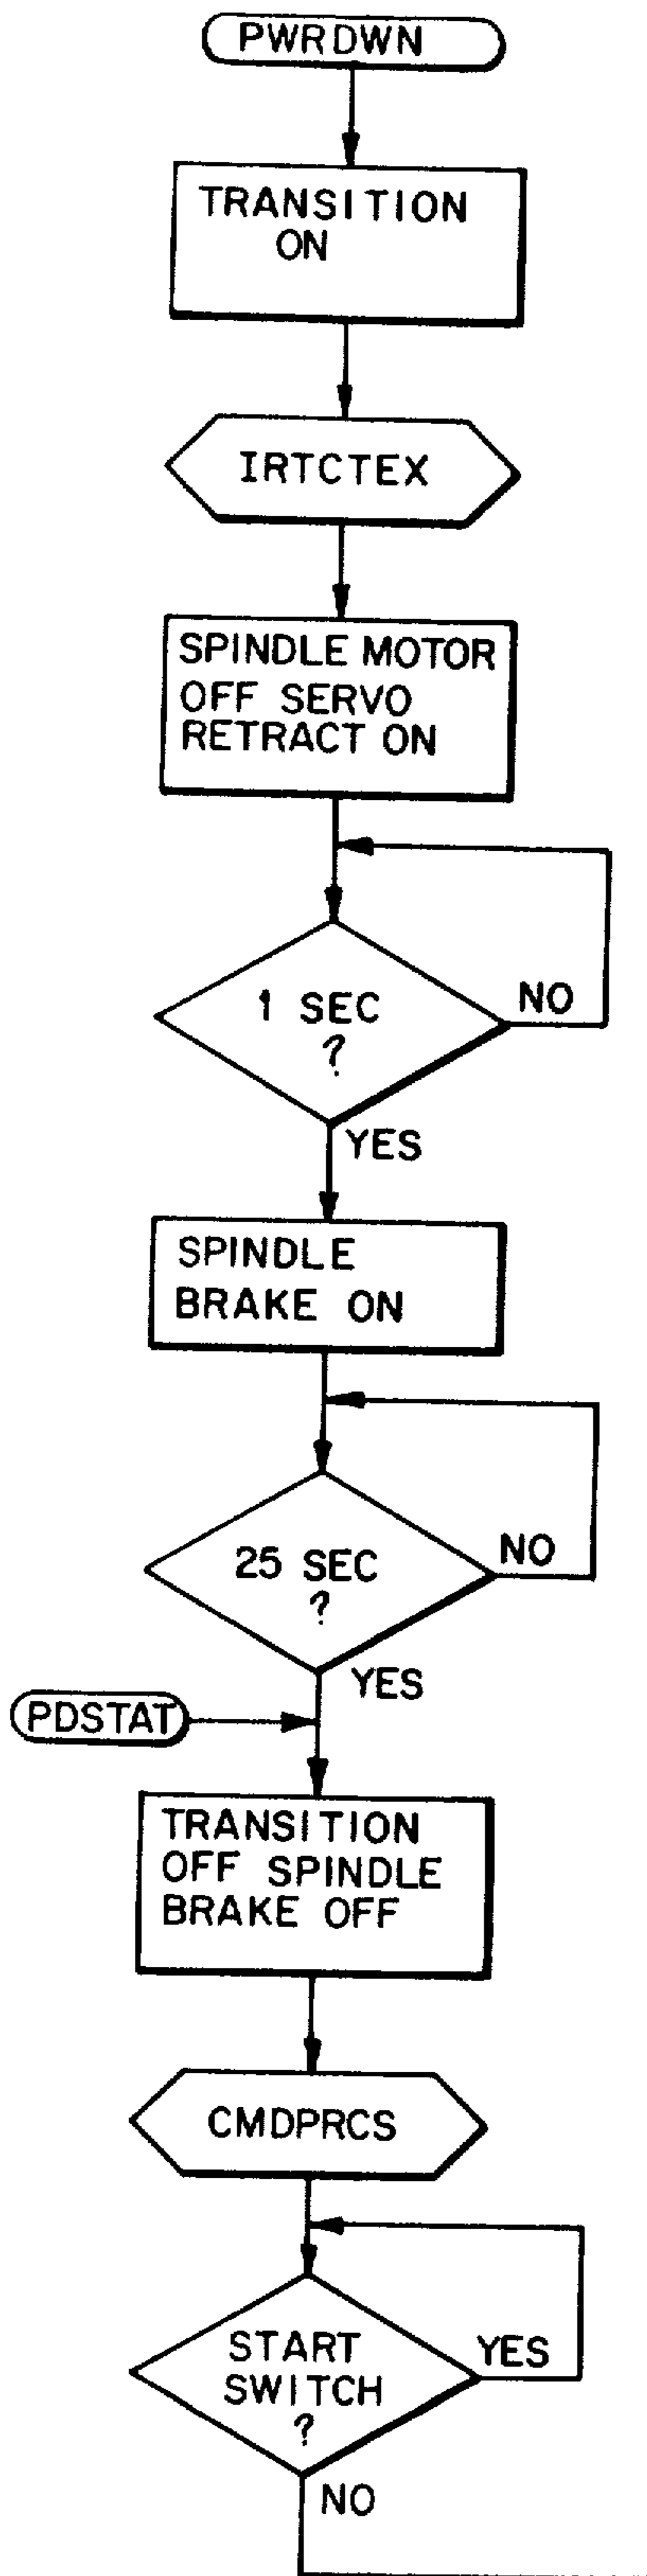 PWRDWN
TRANSITION
ON
IRTCTEX
SPINDLE MOTOR
OFF SERVO
RETRACT ON
1 SEC
?
NO
YES
SPINDLE
BRAKE ON
25 SEC
?
NO
YES
PDSTAT
TRANSITION
OFF SPINDLE
BRAKE OFF
CMDPRCS
START
SWITCH
?
YES
NO